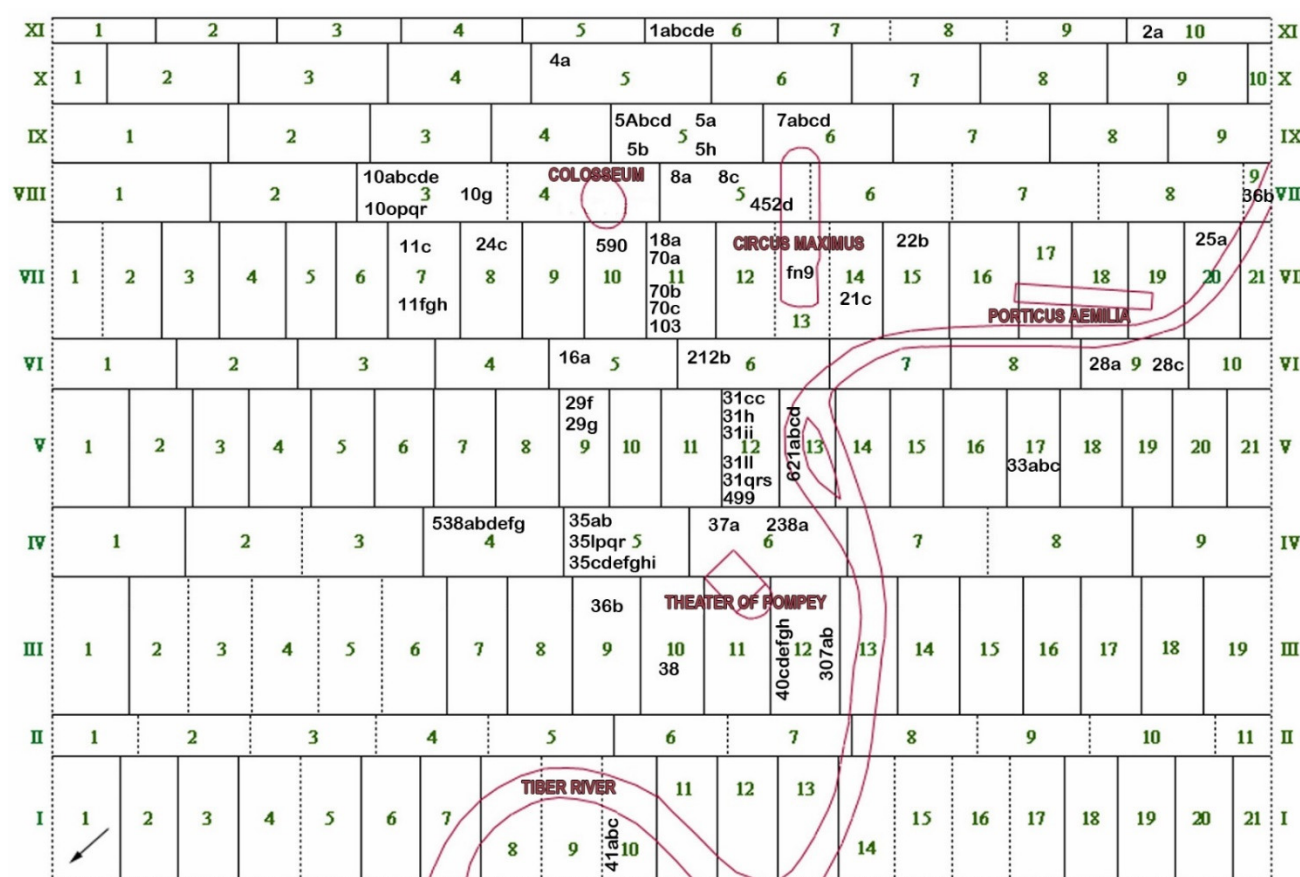 XI 1 2 3 4 5 1abcde 6 7 8 9 2a 10 XI
X 1 2 3 4 4a 5 6 7 8 9 10 X
IX 1 2 3 4 5Abcd 5a 5 7abcd 6 7 8 9 IX
5b 5h
VIII 1 2 10abcde 3 10g 4 COLOSSEUM 8a 8c 5 6 7 8 9 VII
10opqr 452d 36b
VII 1 2 3 4 5 6 11c 7 24c 8 9 590 10 18a 11 12 CIRCUS MAXIMUS 14 22b 15 16 17 18 19 25a 20 21 VI
70a
fn9
11fgh 70b 21c
70c
103 13 PORTICUS AEMILIA
VI 1 2 3 4 16a 5 212b 6 7 8 28a 9 28c 10 VI
V 1 2 3 4 5 6 7 8 29f 9 10 11 31cc 12 13 14 15 16 17 18 19 20 21 V
29g 31h
31ii
621abcd
31ll 33abc
31qrs
499
IV 1 2 3 538abdefg 4 35ab 5 37a 238a 6 7 8 9 IV
35lpqr
35cdefghi
THEATER OF POMPEY
III 1 2 3 4 5 6 7 8 36b 9 10 11 12 13 14 15 16 17 18 19 III
38 40cdefgh 307ab
II 1 2 3 4 5 6 7 8 9 10 11 II
TIBER RIVER
I 1 2 3 4 5 6 7 8 9 10 11 12 13 14 15 16 17 18 19 20 21 I
41abc